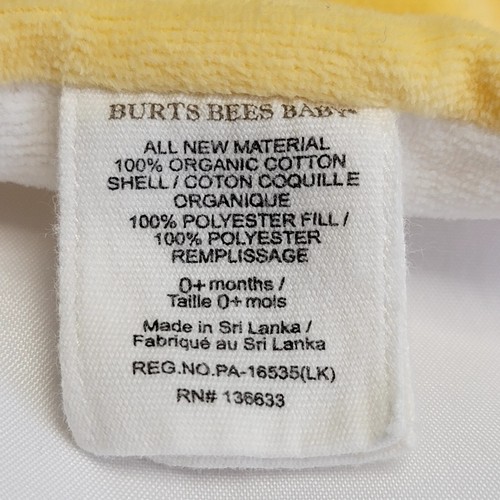 BURTS BEES BABY
ALL NEW MATERIAL
100% ORGANIC COTTON
SHELL / COTON COQUILLE
ORGANIQUE
100% POLYESTER FILL /
100% POLYESTER
REMPLISSAGE
0+ months /
Taille 0+ mois
Made in Sri Lanka /
Fabriqué au Sri Lanka
REG.NO.PA-16535(LK)
RN# 136633